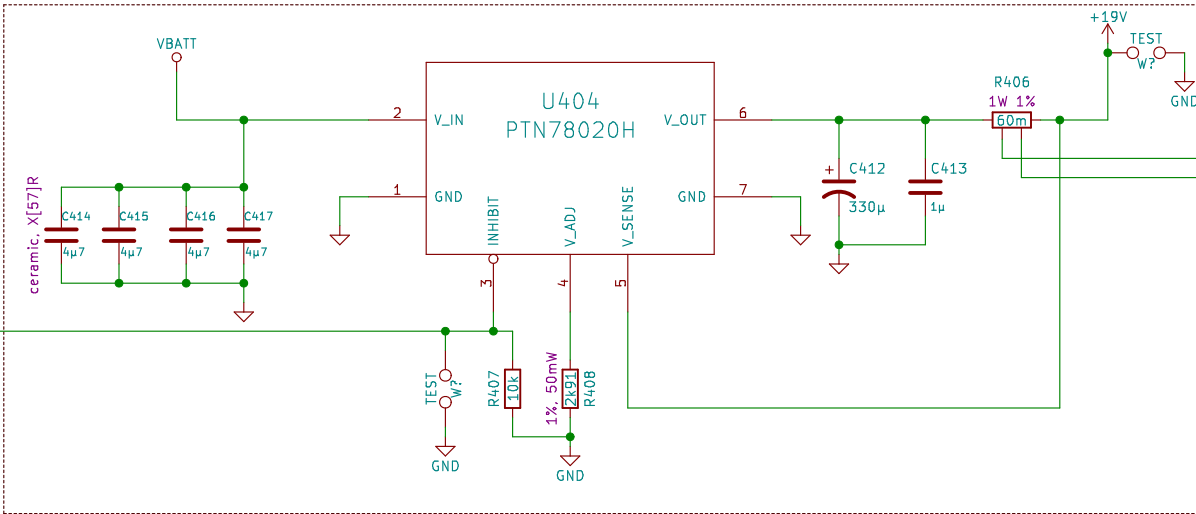 +19V
VBATT
TEST
W?
GND
R406
1W 1%
60m
U404
PTN78020H
2
V_IN
V_OUT
6
1
GND
GND
7
INHIBIT
V_ADJ
V_SENSE
3
4
5
C412
330µ
C413
1µ
ceramic, X[57]R
C414
4µ7
C415
4µ7
C416
4µ7
C417
4µ7
TEST
W?
GND
R407
10k
1%, 50mW
2k91
R408
GND